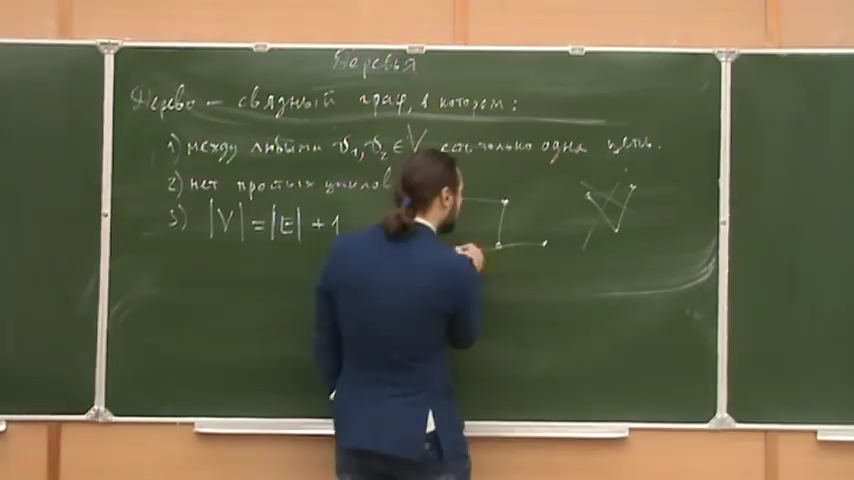 Деревья
Дерево — связный граф, в котором:
1) между любыми v₁, v₂ ∈ V есть только одна цепь.
2) нет простых циклов
3) |V| = |E| + 1